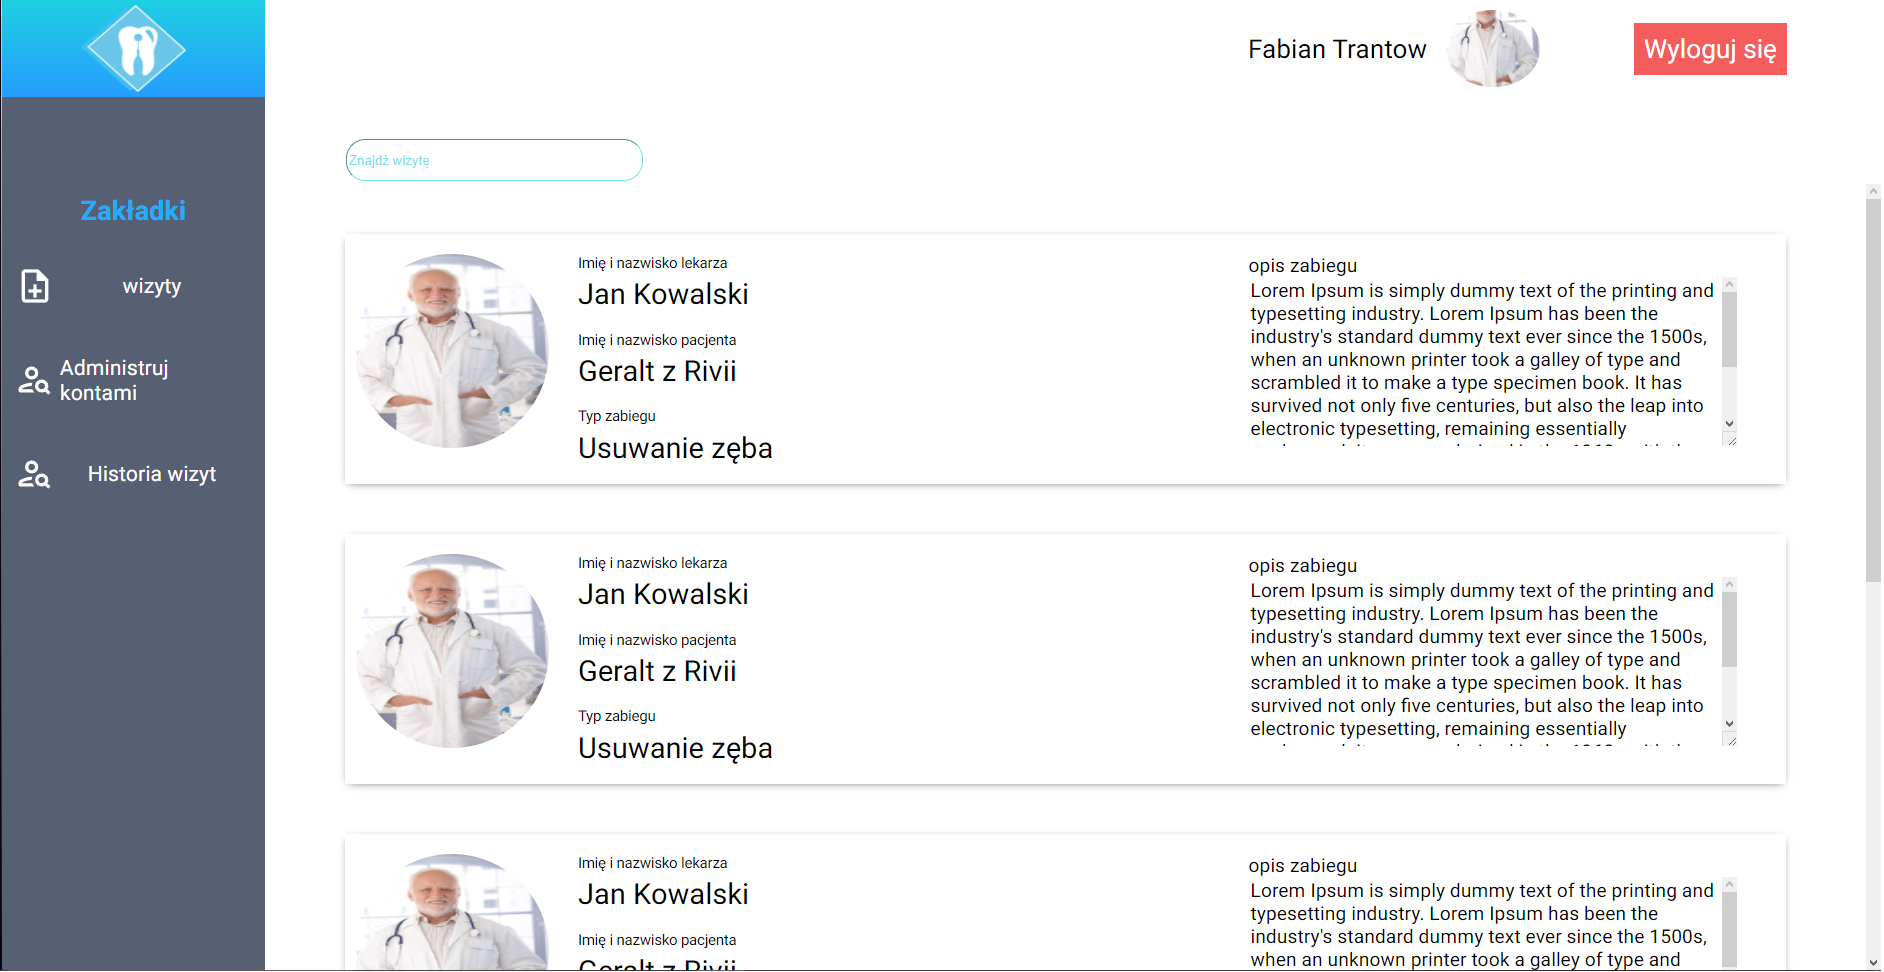 Fabian Trantow
Wyloguj się
Znajdź wizytę
Zakładki
wizyty
Administruj
kontami
Historia wizyt
Imię i nazwisko lekarza
Jan Kowalski
Imię i nazwisko pacjenta
Geralt z Rivii
Typ zabiegu
Usuwanie zęba
opis zabiegu
Lorem Ipsum is simply dummy text of the printing and
typesetting industry. Lorem Ipsum has been the
industry's standard dummy text ever since the 1500s,
when an unknown printer took a galley of type and
scrambled it to make a type specimen book. It has
survived not only five centuries, but also the leap into
electronic typesetting, remaining essentially
Imię i nazwisko lekarza
Jan Kowalski
Imię i nazwisko pacjenta
Geralt z Rivii
Typ zabiegu
Usuwanie zęba
opis zabiegu
Lorem Ipsum is simply dummy text of the printing and
typesetting industry. Lorem Ipsum has been the
industry's standard dummy text ever since the 1500s,
when an unknown printer took a galley of type and
scrambled it to make a type specimen book. It has
survived not only five centuries, but also the leap into
electronic typesetting, remaining essentially
Imię i nazwisko lekarza
Jan Kowalski
Imię i nazwisko pacjenta
Geralt z Rivii
opis zabiegu
Lorem Ipsum is simply dummy text of the printing and
typesetting industry. Lorem Ipsum has been the
industry's standard dummy text ever since the 1500s,
when an unknown printer took a galley of type and